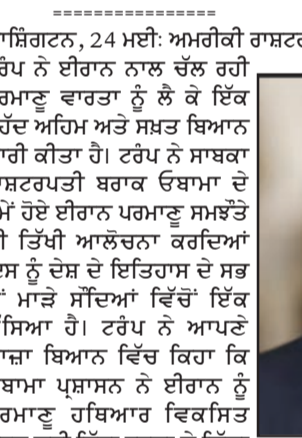 ================
ਾਸ਼ਿੰਗਟਨ, 24 ਮਈਃ ਅਮਰੀਕੀ ਰਾਸ਼ਟਰ
ਰੰਪ ਨੇ ਈਰਾਨ ਨਾਲ ਚੱਲ ਰਹੀ
ਰਮਾਣੂ ਵਾਰਤਾ ਨੂੰ ਲੈ ਕੇ ਇੱਕ
ਹੱਦ ਅਹਿਮ ਅਤੇ ਸਖ਼ਤ ਬਿਆਨ
ਾਰੀ ਕੀਤਾ ਹੈ। ਟਰੰਪ ਨੇ ਸਾਬਕਾ
ਾਸ਼ਟਰਪਤੀ ਬਰਾਕ ਓਬਾਮਾ ਦੇ
ਮੇਂ ਹੋਏ ਈਰਾਨ ਪਰਮਾਣੂ ਸਮਝੌਤੇ
ੀ ਤਿੱਖੀ ਆਲੋਚਨਾ ਕਰਦਿਆਂ
ਸ ਨੂੰ ਦੇਸ਼ ਦੇ ਇਤਿਹਾਸ ਦੇ ਸਭ
ਂ ਮਾੜੇ ਸੌਦਿਆਂ ਵਿੱਚੋਂ ਇੱਕ
ੱਸਿਆ ਹੈ। ਟਰੰਪ ਨੇ ਆਪਣੇ
ਾਜ਼ਾ ਬਿਆਨ ਵਿੱਚ ਕਿਹਾ ਕਿ
ਬਾਮਾ ਪ੍ਰਸ਼ਾਸਨ ਨੇ ਈਰਾਨ ਨੂੰ
ਰਮਾਣੂ ਹਥਿਆਰ ਵਿਕਸਿਤ